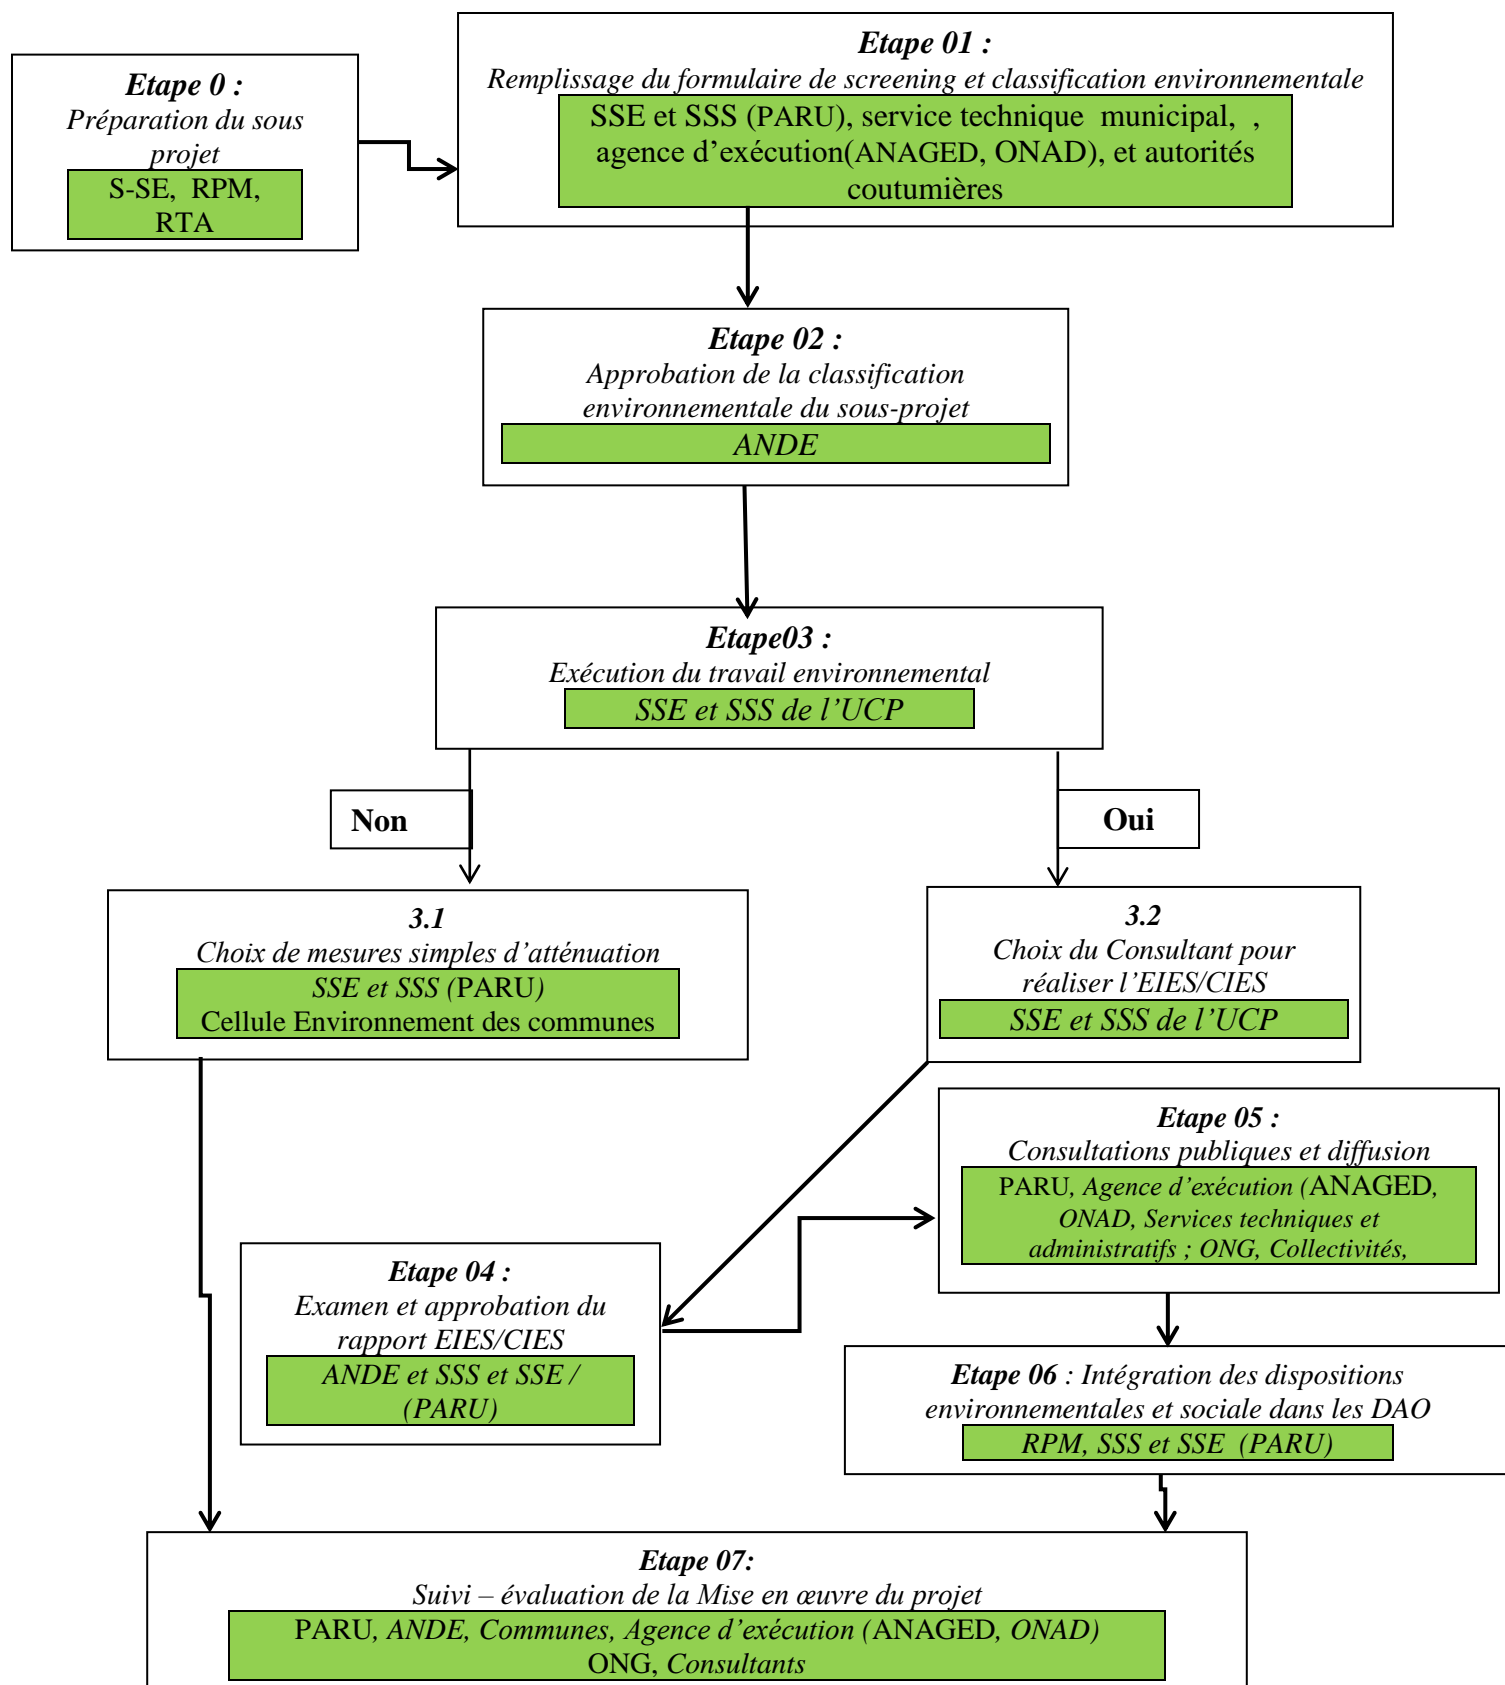 Etape 0 :
Préparation du sous
projet
S-SE, RPM,
RTA
Etape 01 :
Remplissage du formulaire de screening et classification environnementale
SSE et SSS (PARU), service technique municipal, ,
agence d’exécution(ANAGED, ONAD), et autorités
coutumières
Etape 02 :
Approbation de la classification
environnementale du sous-projet
ANDE
Etape03 :
Exécution du travail environnemental
SSE et SSS de l’UCP
Non
Oui
3.1
Choix de mesures simples d’atténuation
SSE et SSS (PARU)
Cellule Environnement des communes
3.2
Choix du Consultant pour
réaliser l’EIES/CIES
SSE et SSS de l’UCP
Etape 04 :
Examen et approbation du
rapport EIES/CIES
ANDE et SSS et SSE /
(PARU)
Etape 05 :
Consultations publiques et diffusion
PARU, Agence d’exécution (ANAGED,
ONAD, Services techniques et
administratifs ; ONG, Collectivités,
Etape 06 : Intégration des dispositions
environnementales et sociale dans les DAO
RPM, SSS et SSE (PARU)
Etape 07:
Suivi – évaluation de la Mise en œuvre du projet
PARU, ANDE, Communes, Agence d’exécution (ANAGED, ONAD)
ONG, Consultants